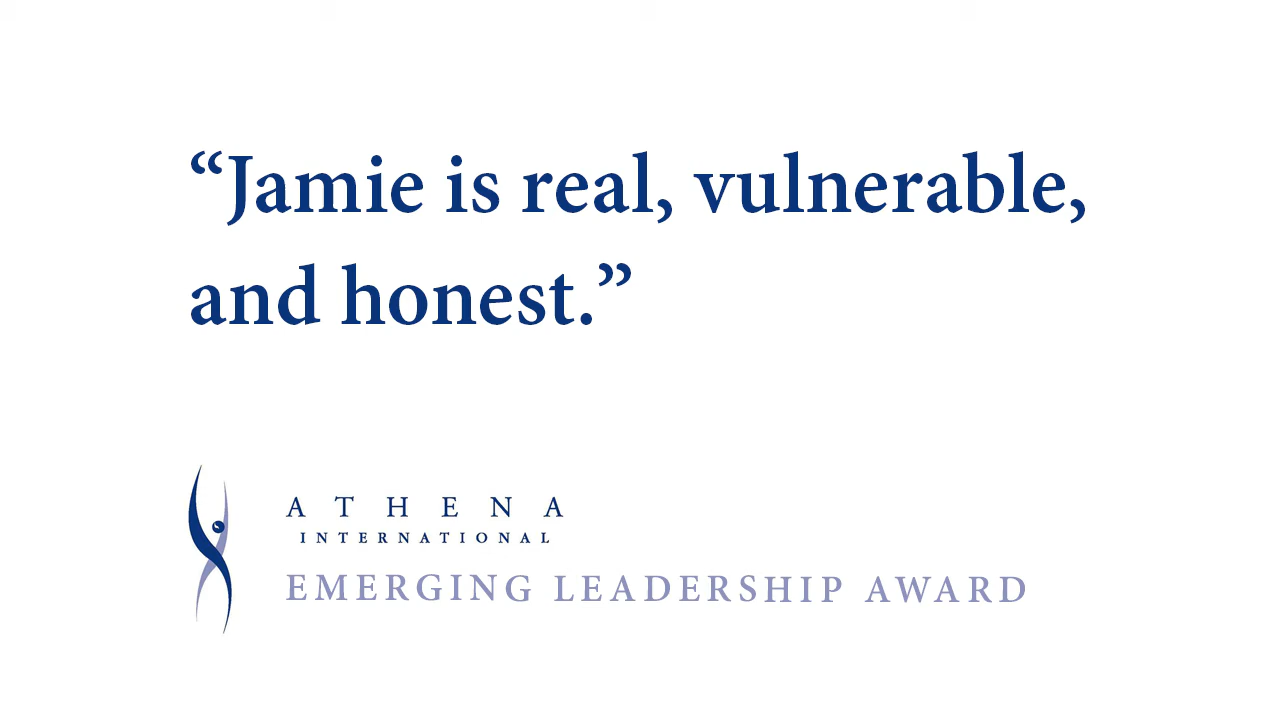 “Jamie is real, vulnerable,
and honest.”
ATHENA
INTERNATIONAL
EMERGING LEADERSHIP AWARD